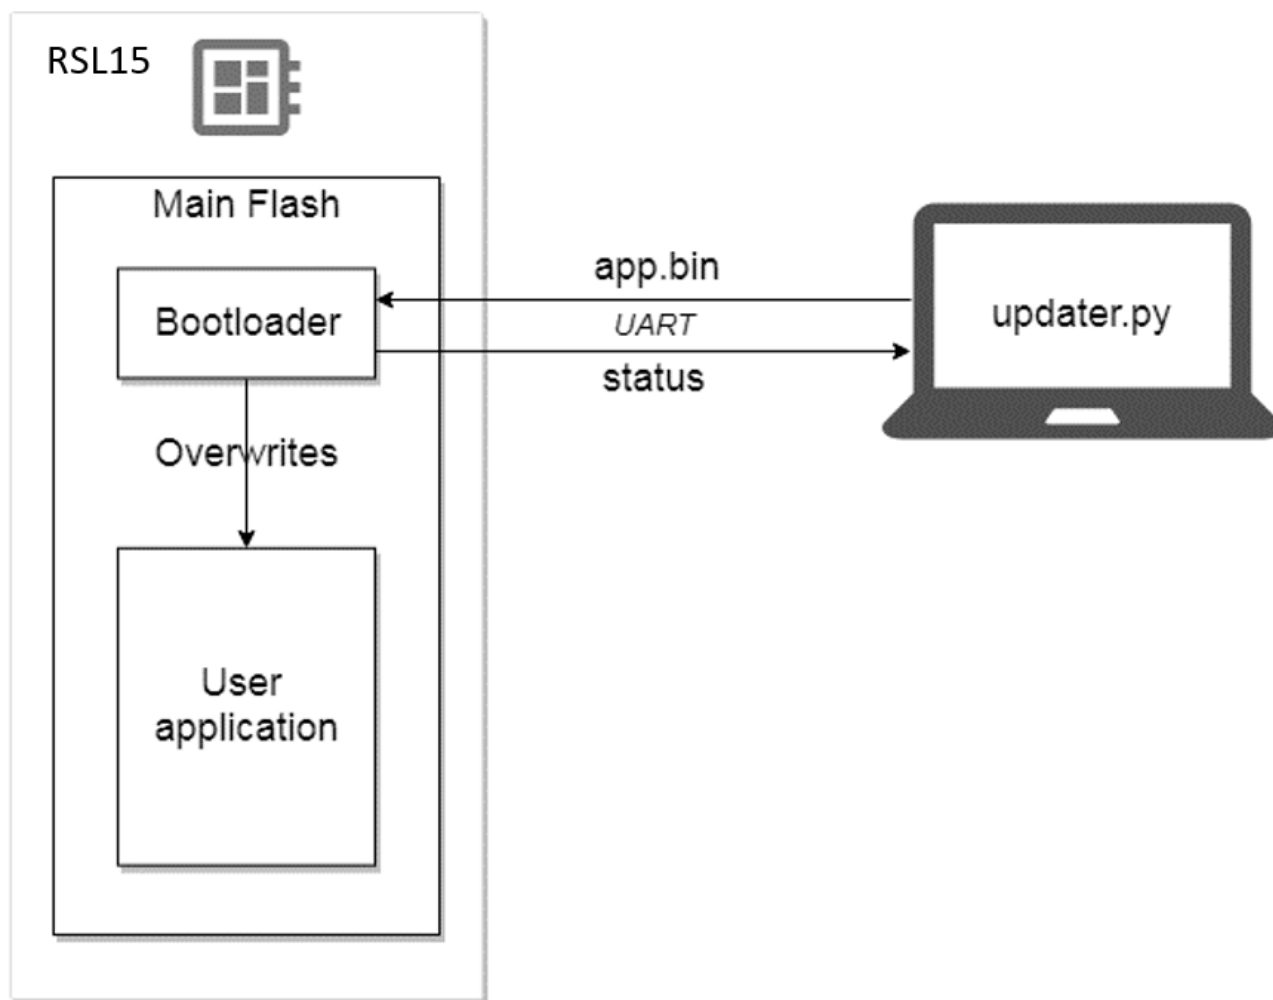 RSL15
Main Flash
app.bin
Bootloader
UART
updater.py
status
Overwrites
User
application